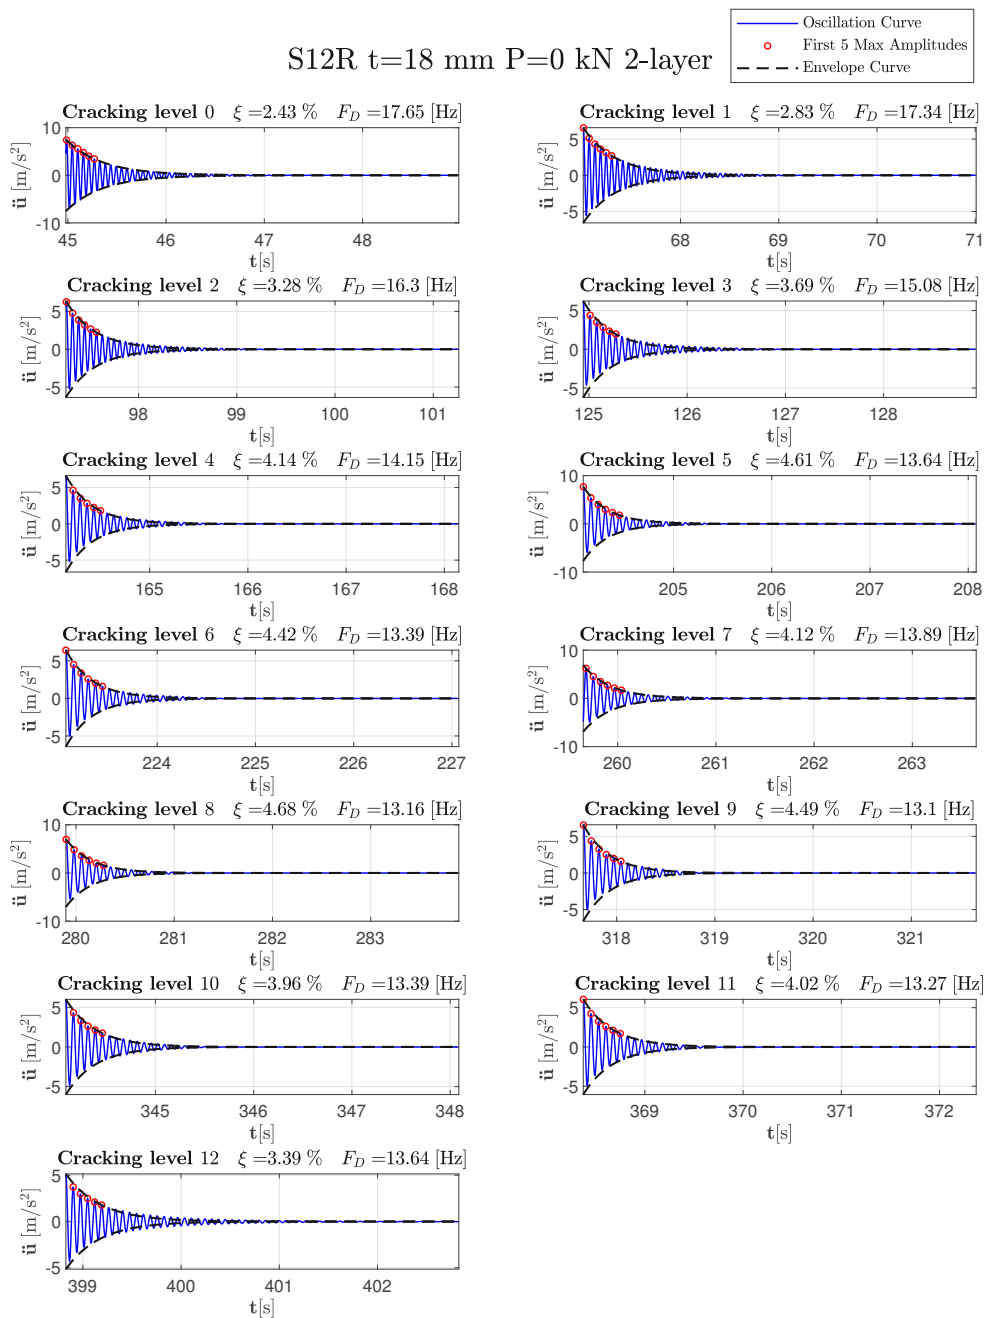 Oscillation Curve
First 5 Max Amplitudes
Envelope Curve
S12R t=18 mm P=0 kN 2-layer
Cracking level 0 ξ=2.43 % F_D=17.65 [Hz]
10
0
-10
ü [m/s²]
45 46 47 48
t[s]
Cracking level 1 ξ=2.83 % F_D=17.34 [Hz]
5
0
-5
ü [m/s²]
68 69 70 71
t[s]
Cracking level 2 ξ=3.28 % F_D=16.3 [Hz]
5
0
-5
ü [m/s²]
98 99 100 101
t[s]
Cracking level 3 ξ=3.69 % F_D=15.08 [Hz]
5
0
-5
ü [m/s²]
125 126 127 128
t[s]
Cracking level 4 ξ=4.14 % F_D=14.15 [Hz]
5
0
-5
ü [m/s²]
165 166 167 168
t[s]
Cracking level 5 ξ=4.61 % F_D=13.64 [Hz]
10
0
-10
ü [m/s²]
205 206 207 208
t[s]
Cracking level 6 ξ=4.42 % F_D=13.39 [Hz]
5
0
-5
ü [m/s²]
224 225 226 227
t[s]
Cracking level 7 ξ=4.12 % F_D=13.89 [Hz]
10
0
-10
ü [m/s²]
260 261 262 263
t[s]
Cracking level 8 ξ=4.68 % F_D=13.16 [Hz]
10
0
-10
ü [m/s²]
280 281 282 283
t[s]
Cracking level 9 ξ=4.49 % F_D=13.1 [Hz]
5
0
-5
ü [m/s²]
318 319 320 321
t[s]
Cracking level 10 ξ=3.96 % F_D=13.39 [Hz]
5
0
-5
ü [m/s²]
345 346 347 348
t[s]
Cracking level 11 ξ=4.02 % F_D=13.27 [Hz]
5
0
-5
ü [m/s²]
369 370 371 372
t[s]
Cracking level 12 ξ=3.39 % F_D=13.64 [Hz]
5
0
-5
ü [m/s²]
399 400 401 402
t[s]